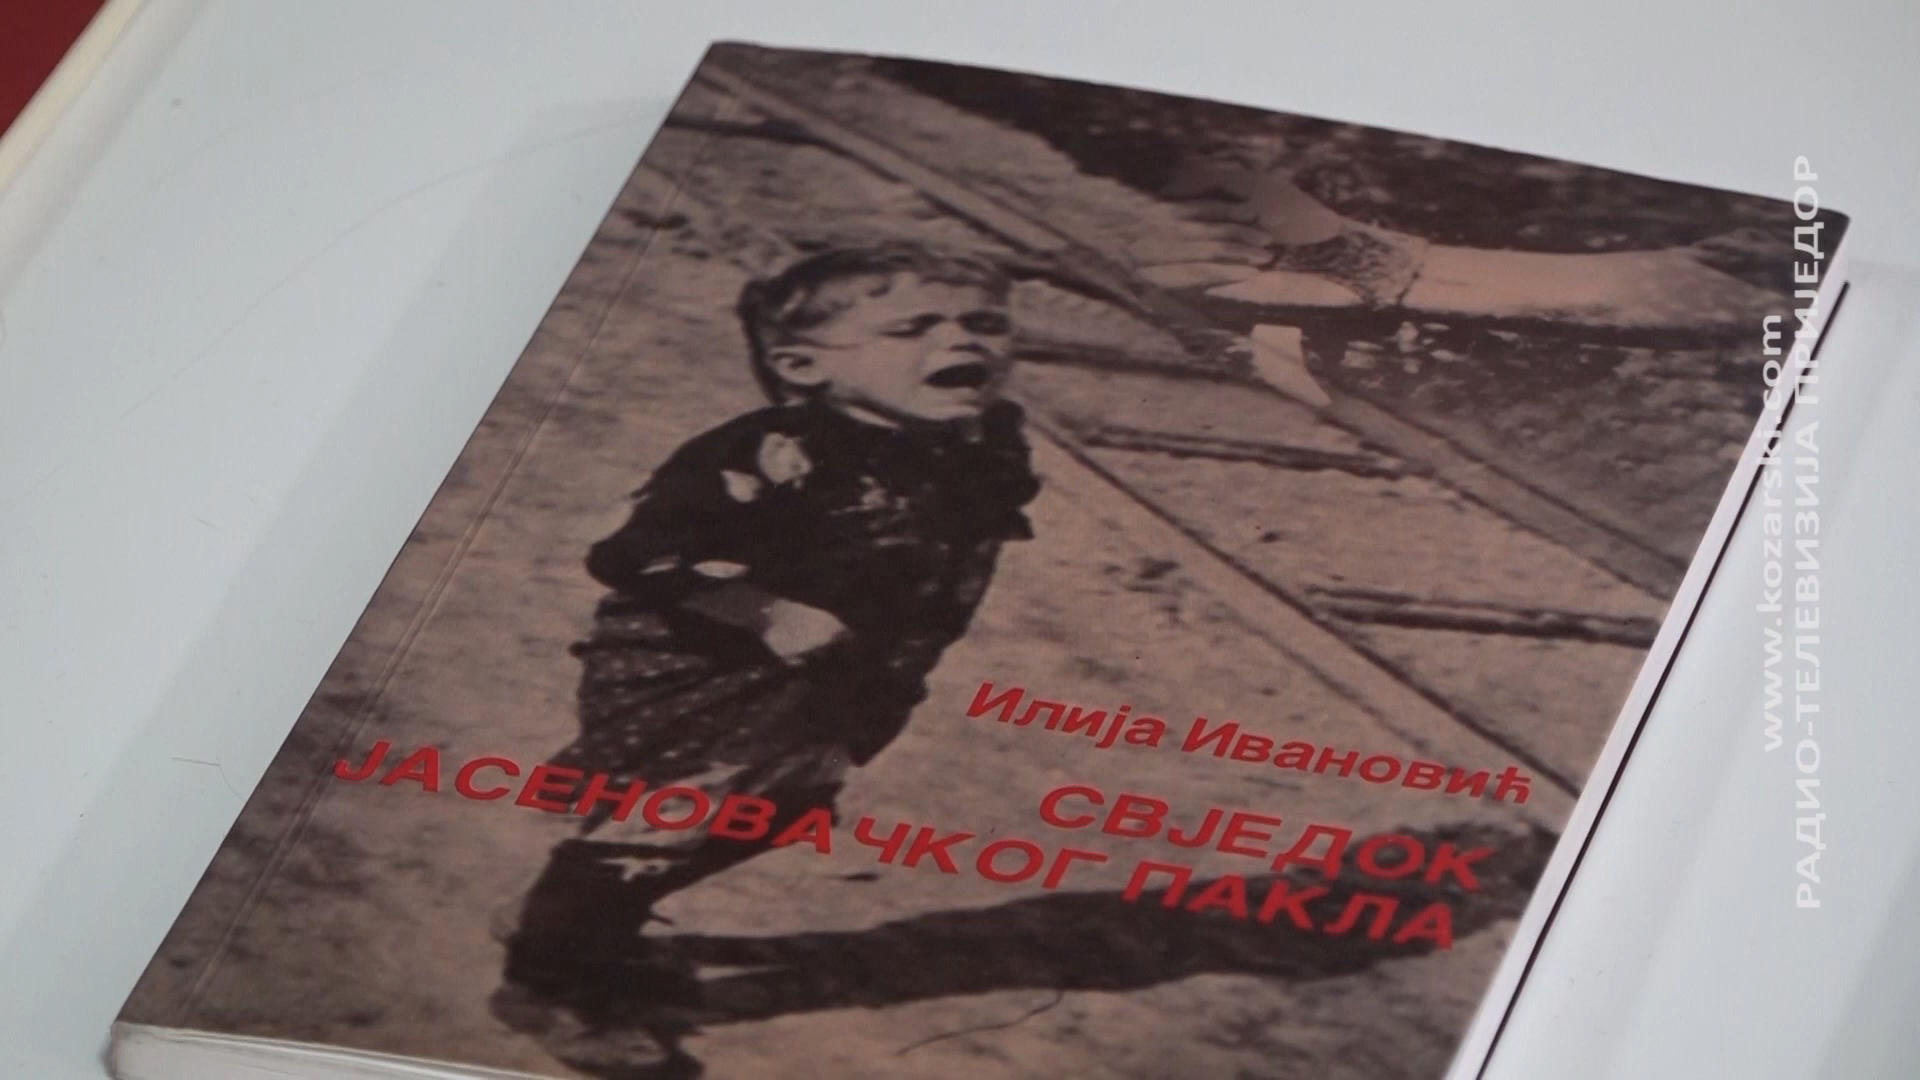 Илија Ивановић
СВЈЕДОК
ЈАСЕНОВАЧКОГ ПАКЛА
www.kozarski.com
РАДИО-ТЕЛЕВИЗИЈА ПРИЈЕДОР